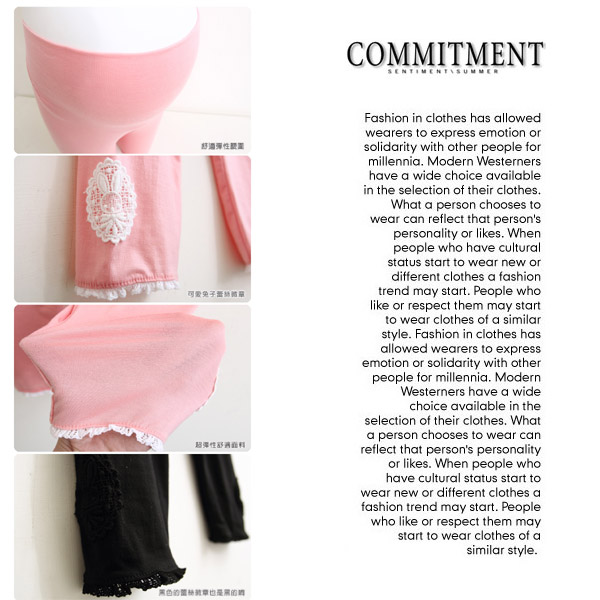 舒適彈性腰圍
可愛兔子蕾絲徽章
超彈性舒適面料
黑色的蕾絲徽章也是黑的唷
COMMITMENT
SENTIMENT\SUMMER
Fashion in clothes has allowed
wearers to express emotion or
solidarity with other people for
millennia. Modern Westerners
have a wide choice available
in the selection of their clothes.
What a person chooses to
wear can reflect that person's
personality or likes. When
people who have cultural
status start to wear new or
different clothes a fashion
trend may start. People who
like or respect them may start
to wear clothes of a similar
style. Fashion in clothes has
allowed wearers to express
emotion or solidarity with other
people for millennia. Modern
Westerners have a wide
choice available in the
selection of their clothes. What
a person chooses to wear can
reflect that person's personality
or likes. When people who
have cultural status start to
wear new or different clothes a
fashion trend may start. People
who like or respect them may
start to wear clothes of a
similar style.